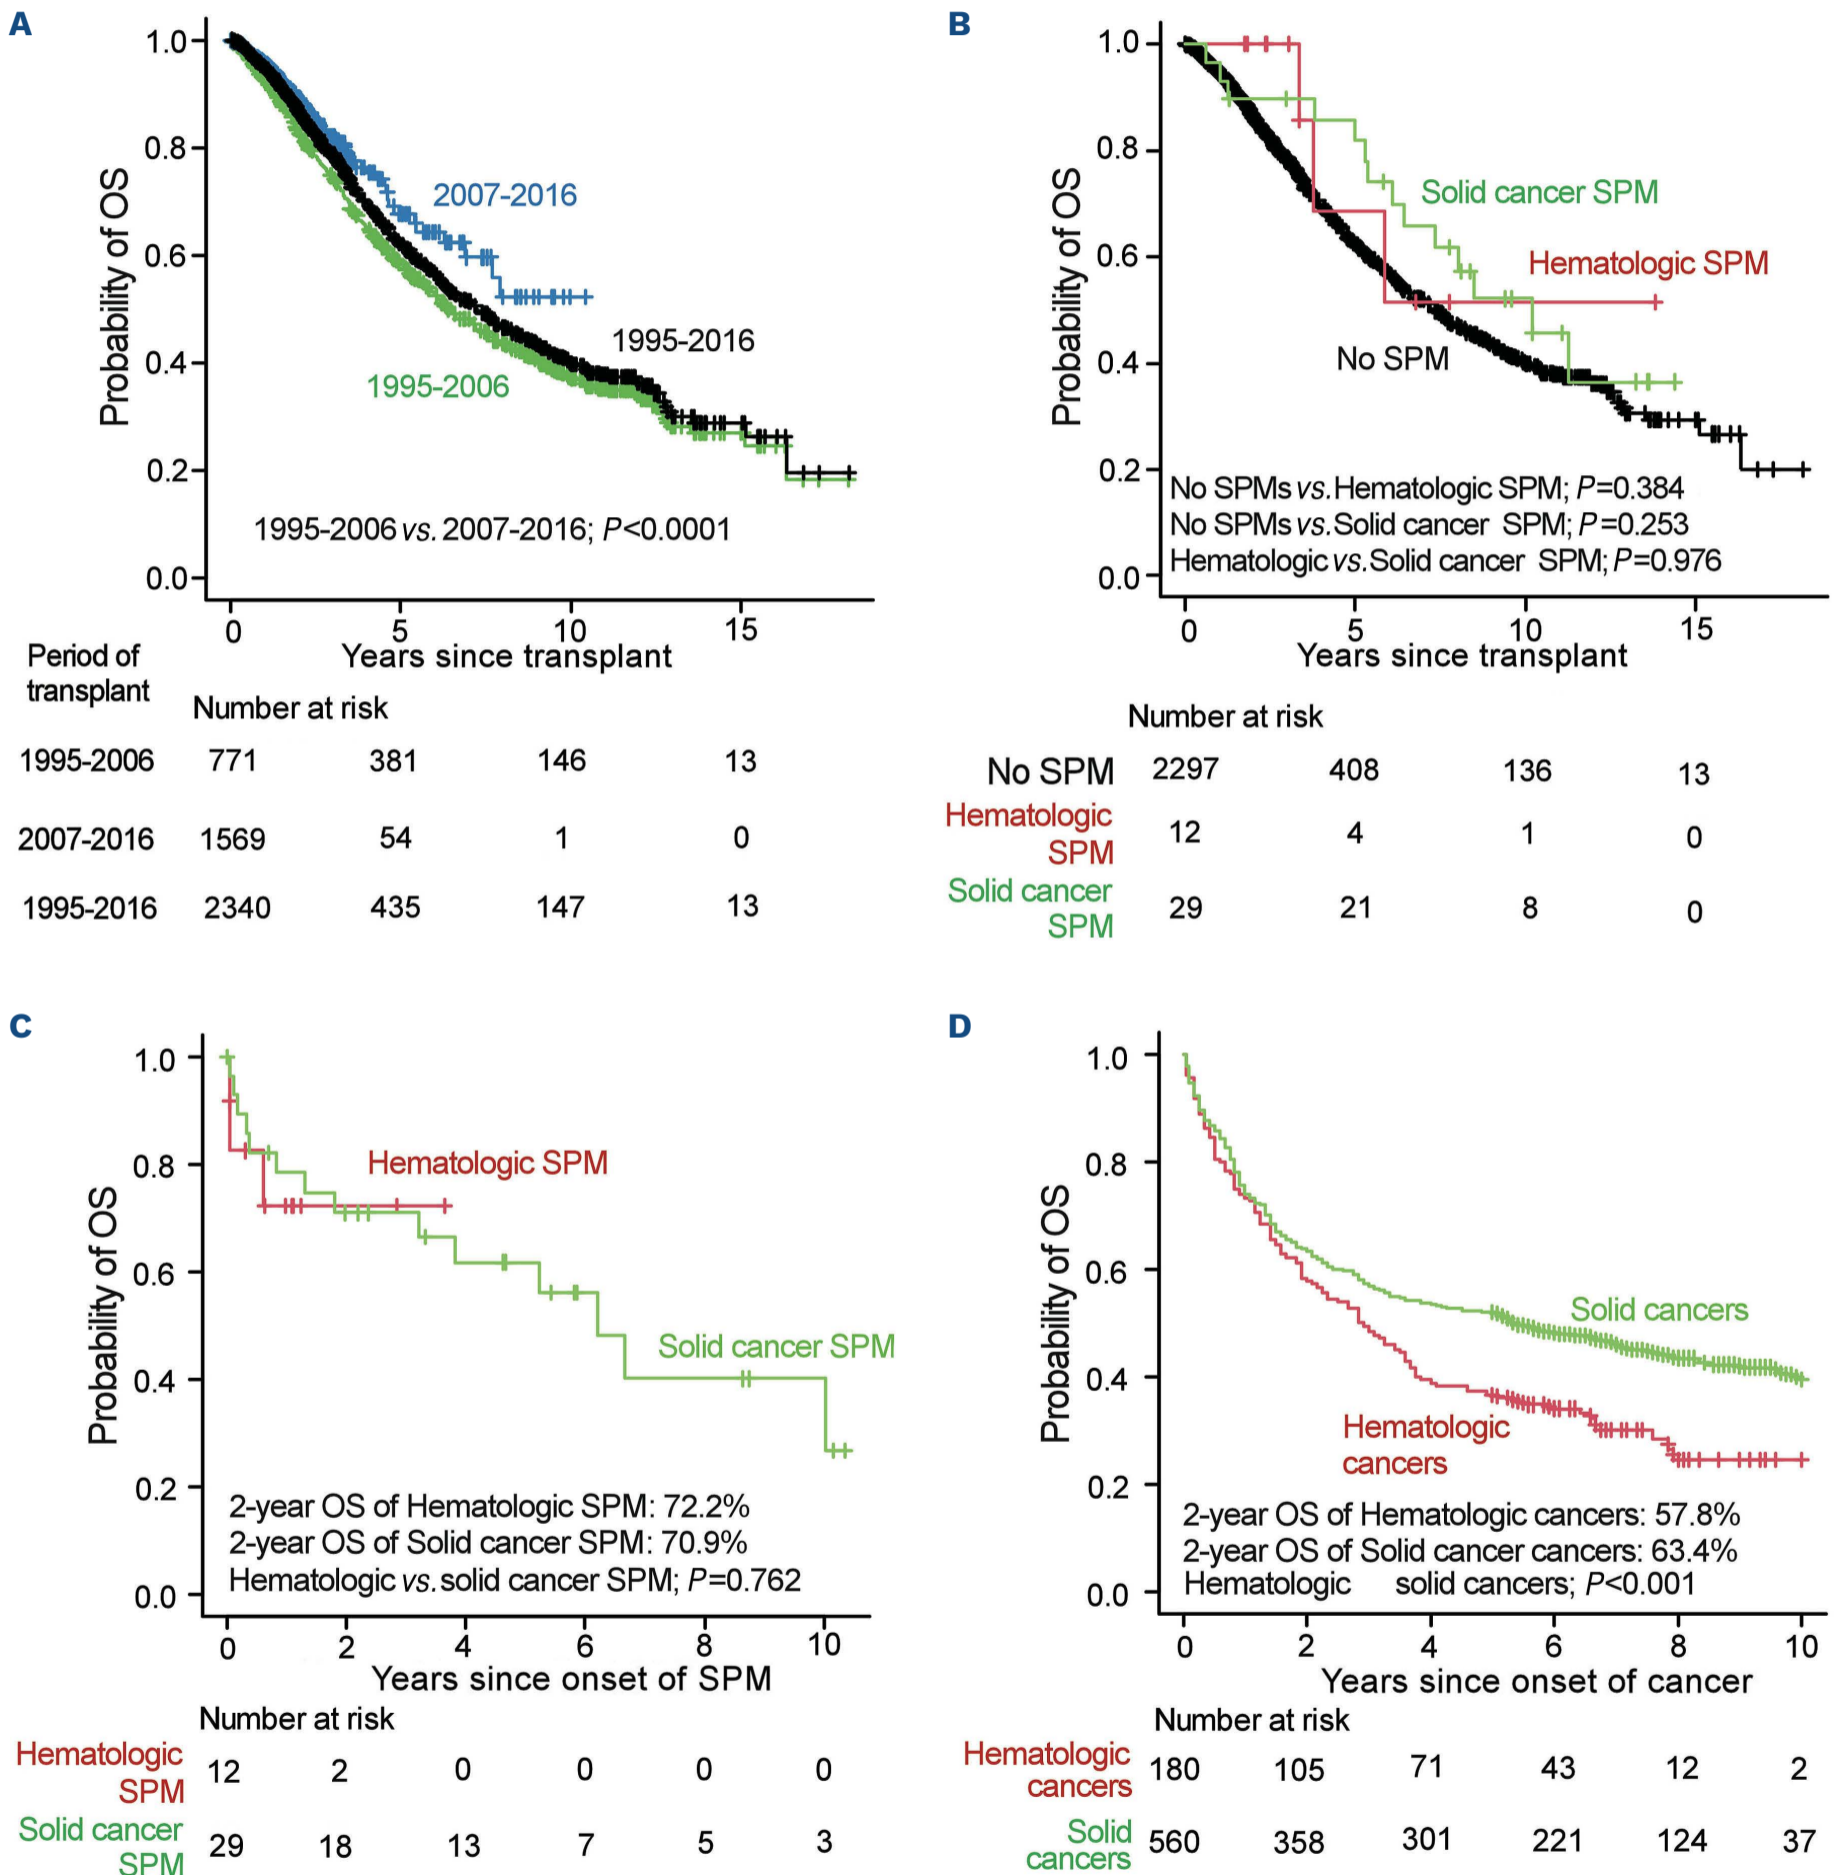 A
1.0
0.8
0.6
0.4
0.2
0.0
Probability of OS
2007-2016
1995-2016
1995-2006
1995-2006 vs. 2007-2016; P<0.0001
0 5 10 15
Years since transplant
Period of
transplant
Number at risk
1995-2006 771 381 146 13
2007-2016 1569 54 1 0
1995-2016 2340 435 147 13
B
1.0
0.8
0.6
0.4
0.2
0.0
Probability of OS
Solid cancer SPM
Hematologic SPM
No SPM
No SPMs vs. Hematologic SPM; P=0.384
No SPMs vs. Solid cancer SPM; P=0.253
Hematologic vs. Solid cancer SPM; P=0.976
0 5 10 15
Years since transplant
Number at risk
No SPM 2297 408 136 13
Hematologic
SPM 12 4 1 0
Solid cancer
SPM 29 21 8 0
C
1.0
0.8
0.6
0.4
0.2
0.0
Probability of OS
Hematologic SPM
Solid cancer SPM
2-year OS of Hematologic SPM: 72.2%
2-year OS of Solid cancer SPM: 70.9%
Hematologic vs. solid cancer SPM; P=0.762
0 2 4 6 8 10
Years since onset of SPM
Number at risk
Hematologic
SPM 12 2 0 0 0 0
Solid cancer
SPM 29 18 13 7 5 3
D
1.0
0.8
0.6
0.4
0.2
0.0
Probability of OS
Solid cancers
Hematologic
cancers
2-year OS of Hematologic cancers: 57.8%
2-year OS of Solid cancer cancers: 63.4%
Hematologic solid cancers; P<0.001
0 2 4 6 8 10
Years since onset of cancer
Number at risk
Hematologic
cancers 180 105 71 43 12 2
Solid
cancers 560 358 301 221 124 37